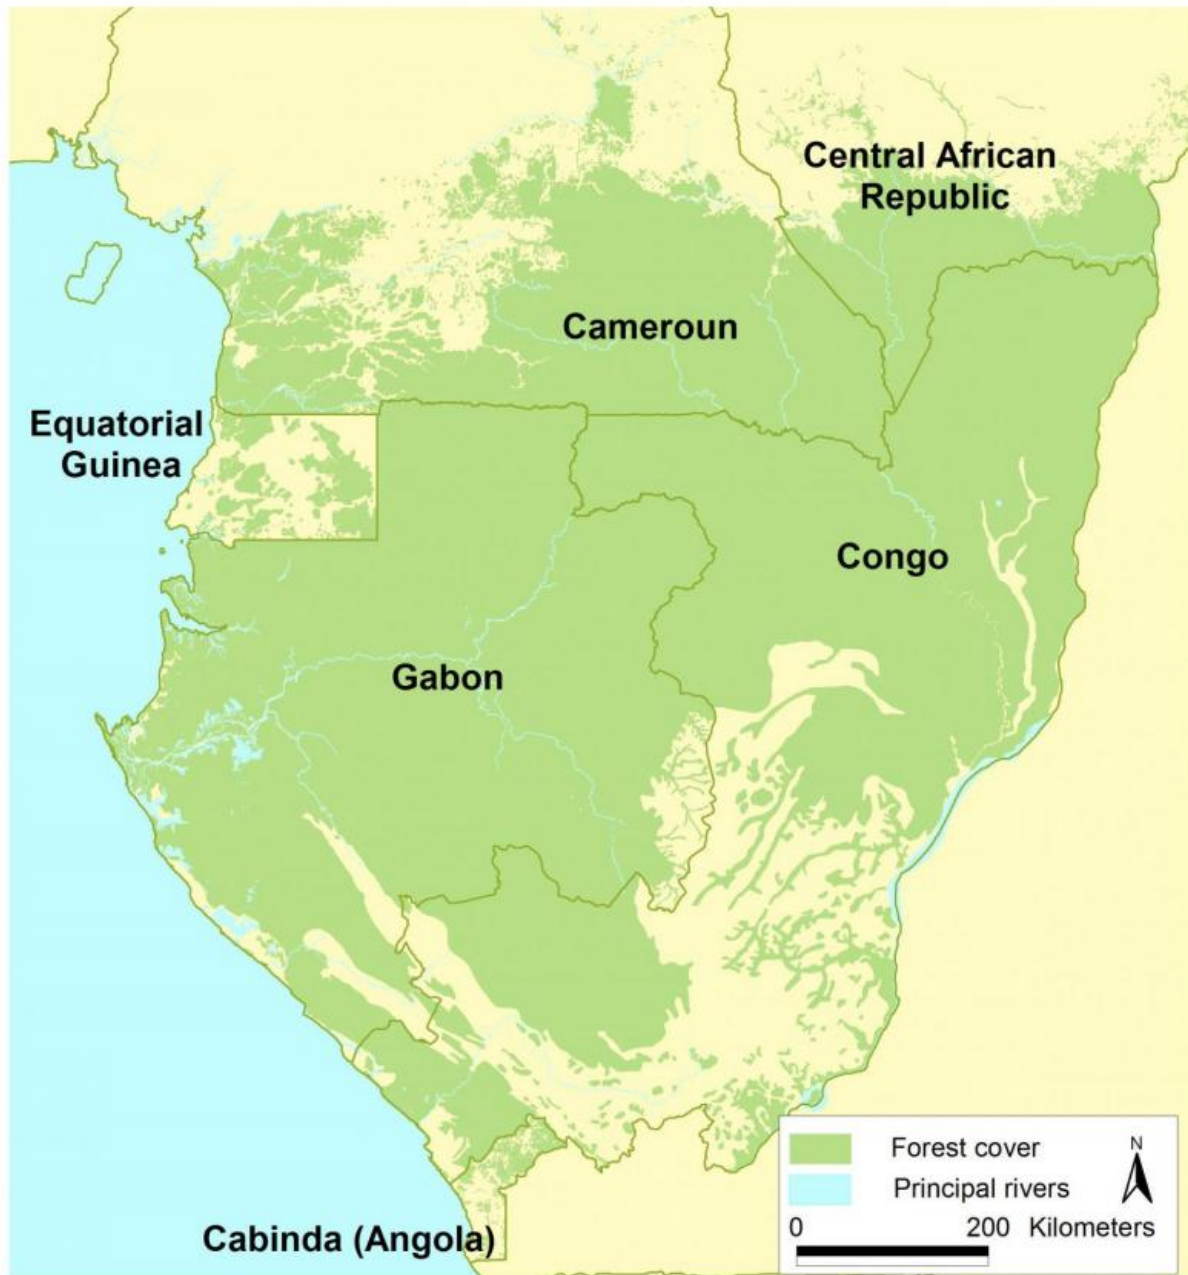 Central African
Republic
Cameroun
Equatorial
Guinea
Congo
Gabon
Cabinda (Angola)
Forest cover
Principal rivers
N
0 200 Kilometers